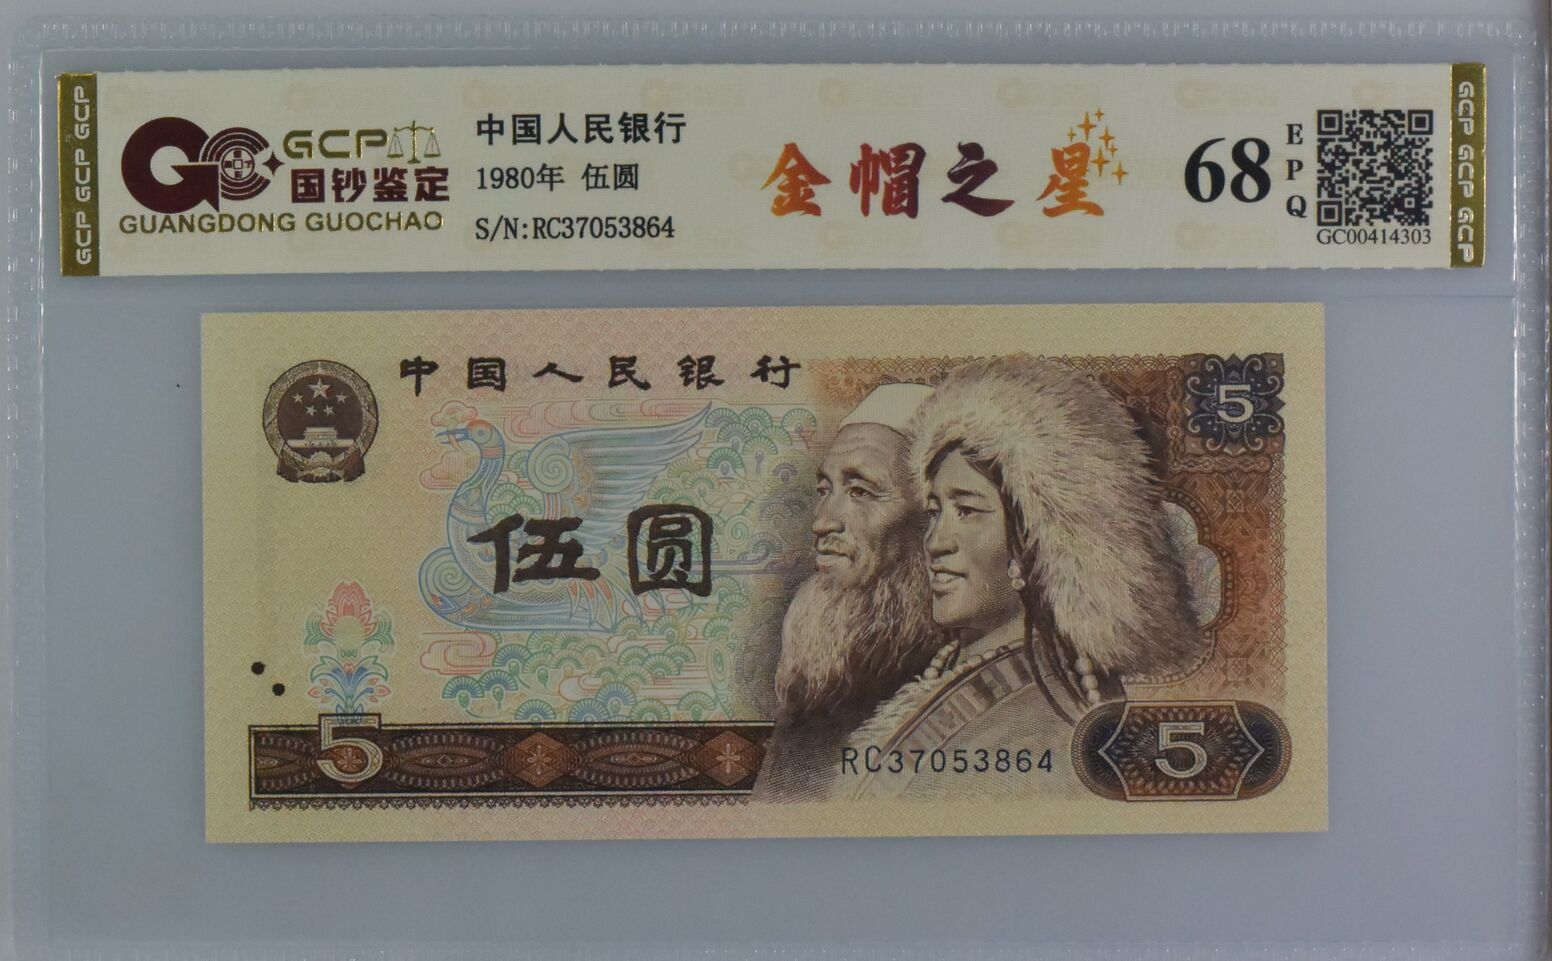 GCP GCP GCP
GCP
国钞鉴定
GUANGDONG GUOCHAO
中国人民银行
1980年 伍圆
S/N:RC37053864
金帽之星
68
EPQ
GC00414303
GCP GCP GCP
中国人民银行
5
伍圆
5
RC37053864
5